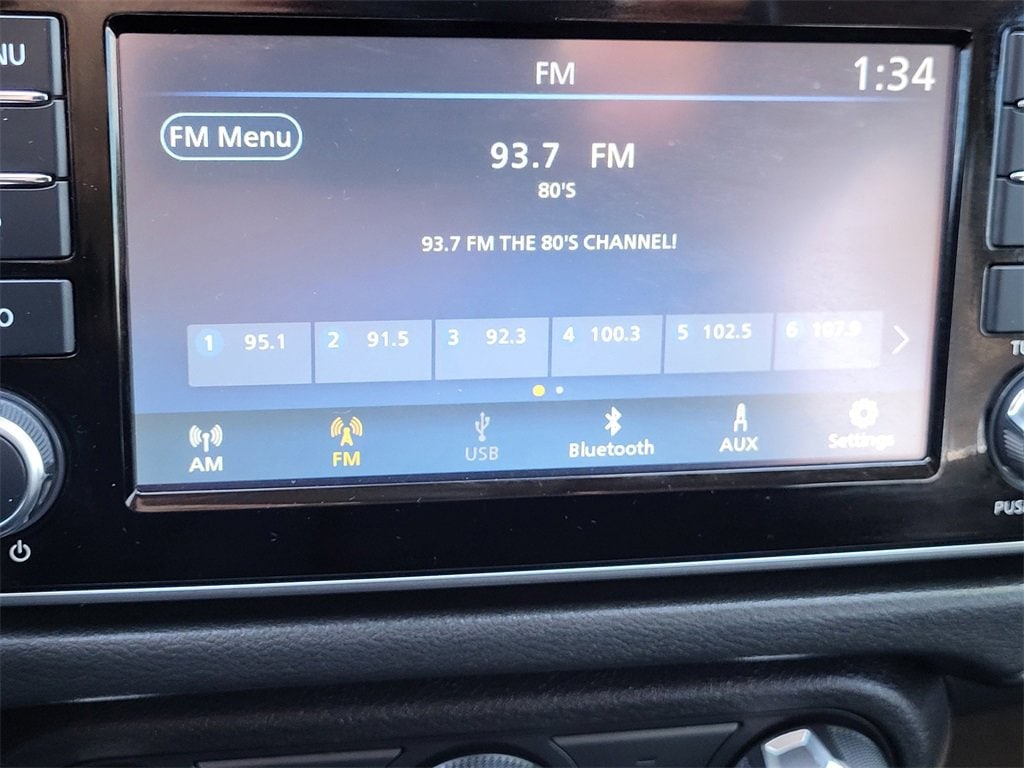 NU
FM
1:34
FM Menu
93.7 FM
80'S
93.7 FM THE 80'S CHANNEL!
1 95.1 2 91.5 3 92.3 4 100.3 5 102.5 6 107.9
AM FM USB Bluetooth AUX Settings
O
TU
PUS